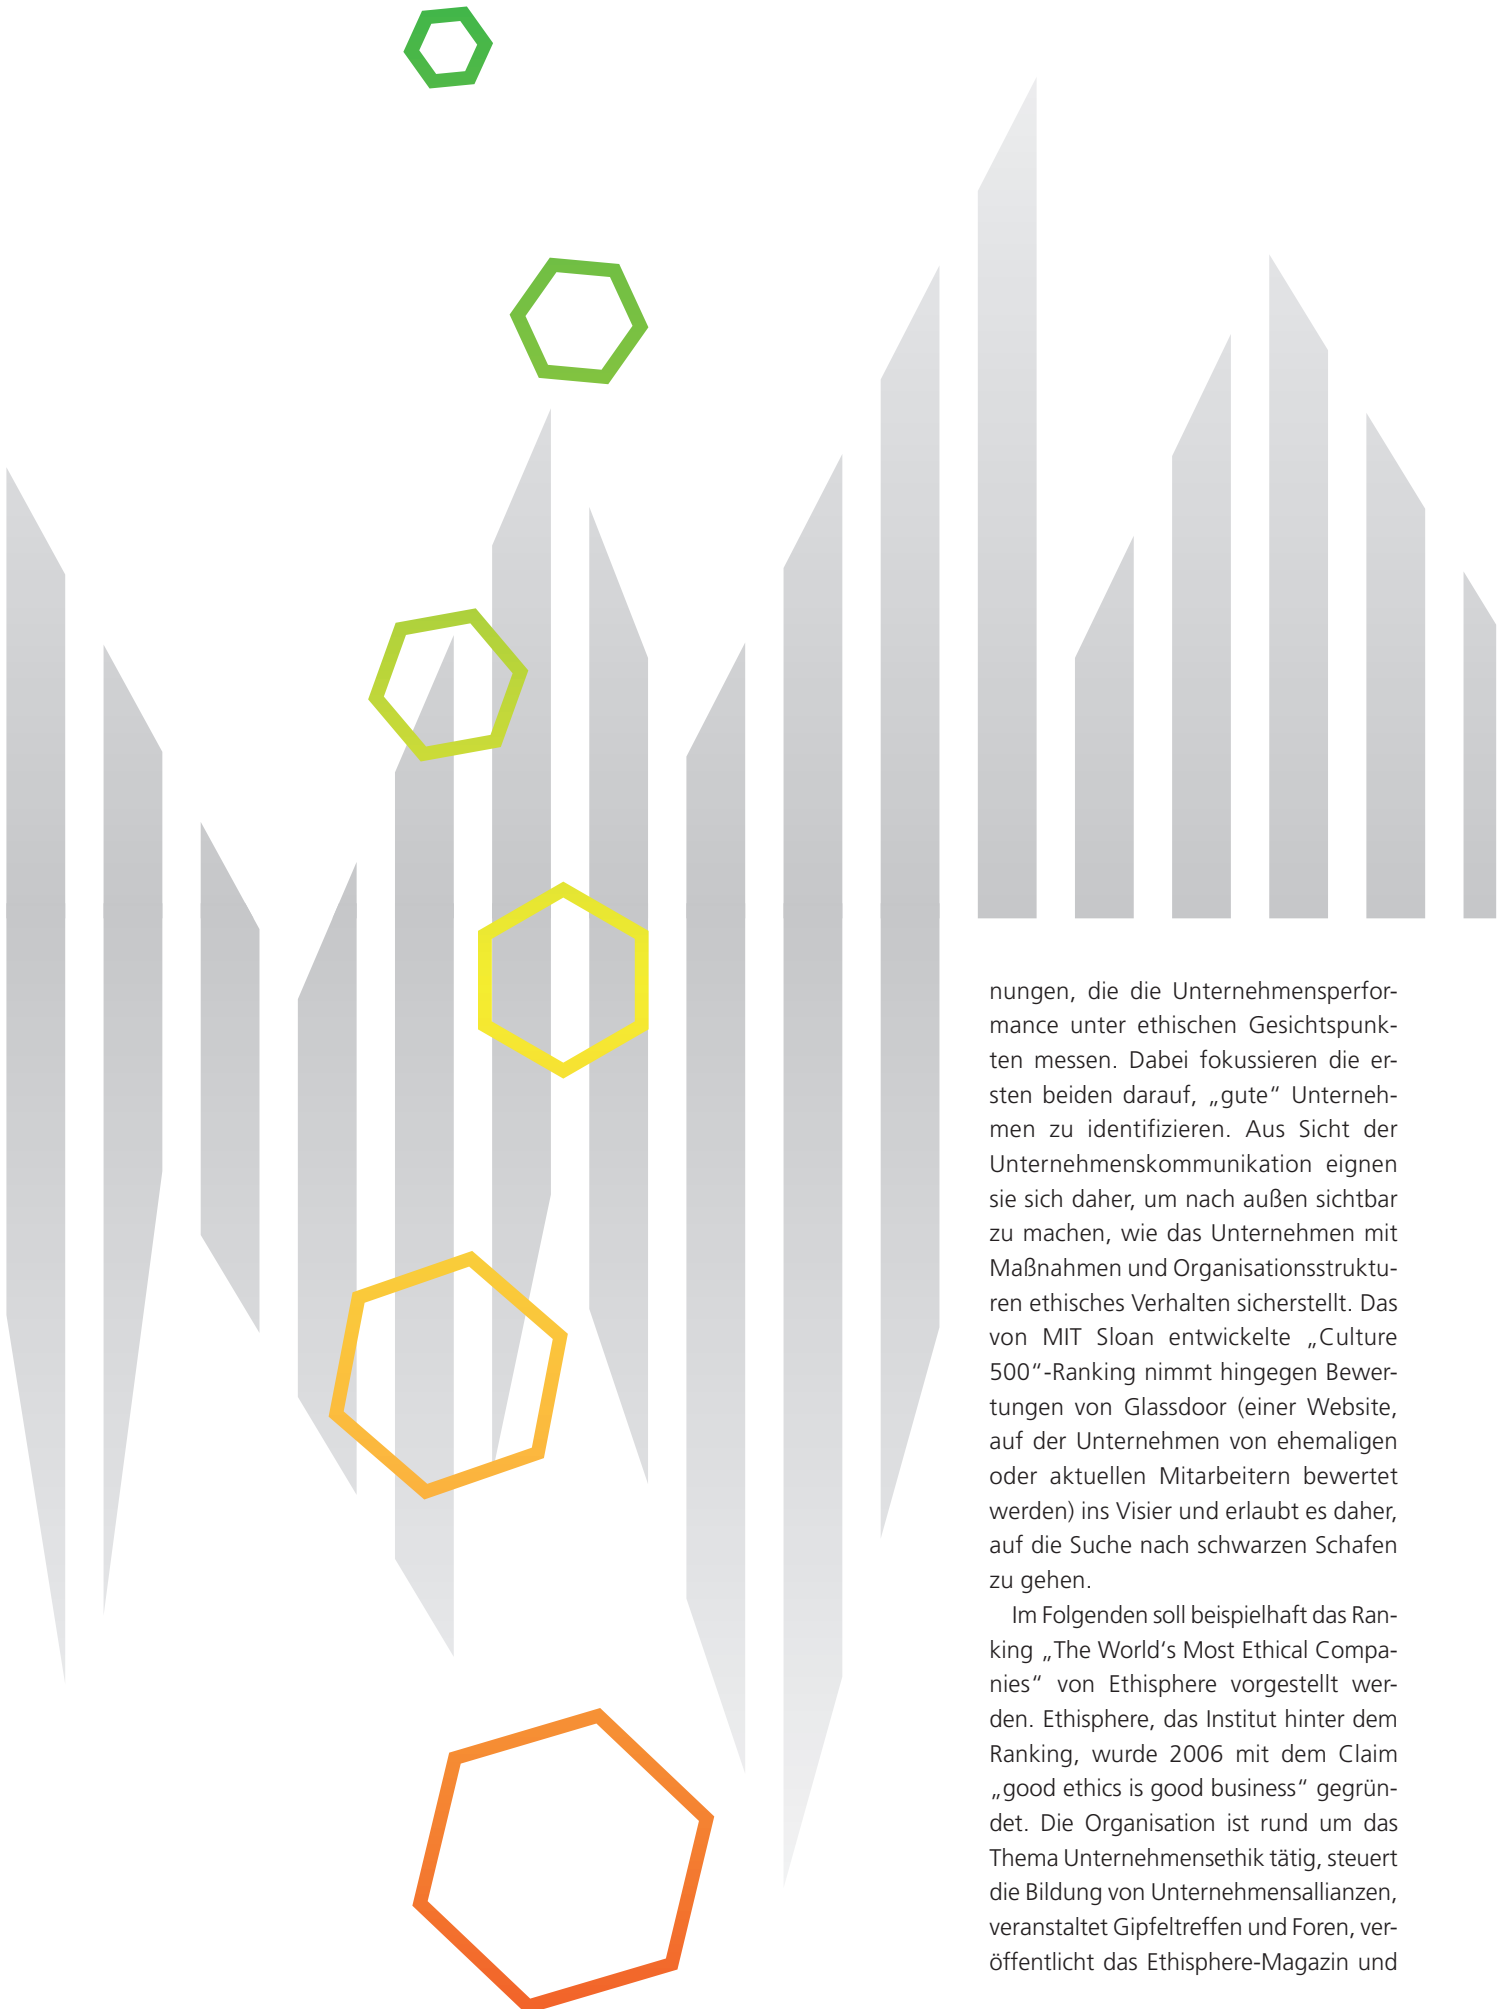 nungen, die die Unternehmensperfor-
mance unter ethischen Gesichtspunk-
ten messen. Dabei fokussieren die er-
sten beiden darauf, „gute“ Unterneh-
men zu identifizieren. Aus Sicht der
Unternehmenskommunikation eignen
sie sich daher, um nach außen sichtbar
zu machen, wie das Unternehmen mit
Maßnahmen und Organisationsstruktu-
ren ethisches Verhalten sicherstellt. Das
von MIT Sloan entwickelte „Culture
500“-Ranking nimmt hingegen Bewer-
tungen von Glassdoor (einer Website,
auf der Unternehmen von ehemaligen
oder aktuellen Mitarbeitern bewertet
werden) ins Visier und erlaubt es daher,
auf die Suche nach schwarzen Schafen
zu gehen.
Im Folgenden soll beispielhaft das Ran-
king „The World‘s Most Ethical Compa-
nies“ von Ethisphere vorgestellt wer-
den. Ethisphere, das Institut hinter dem
Ranking, wurde 2006 mit dem Claim
„good ethics is good business“ gegrün-
det. Die Organisation ist rund um das
Thema Unternehmensethik tätig, steuert
die Bildung von Unternehmensallianzen,
veranstaltet Gipfeltreffen und Foren, ver-
öffentlicht das Ethisphere-Magazin und